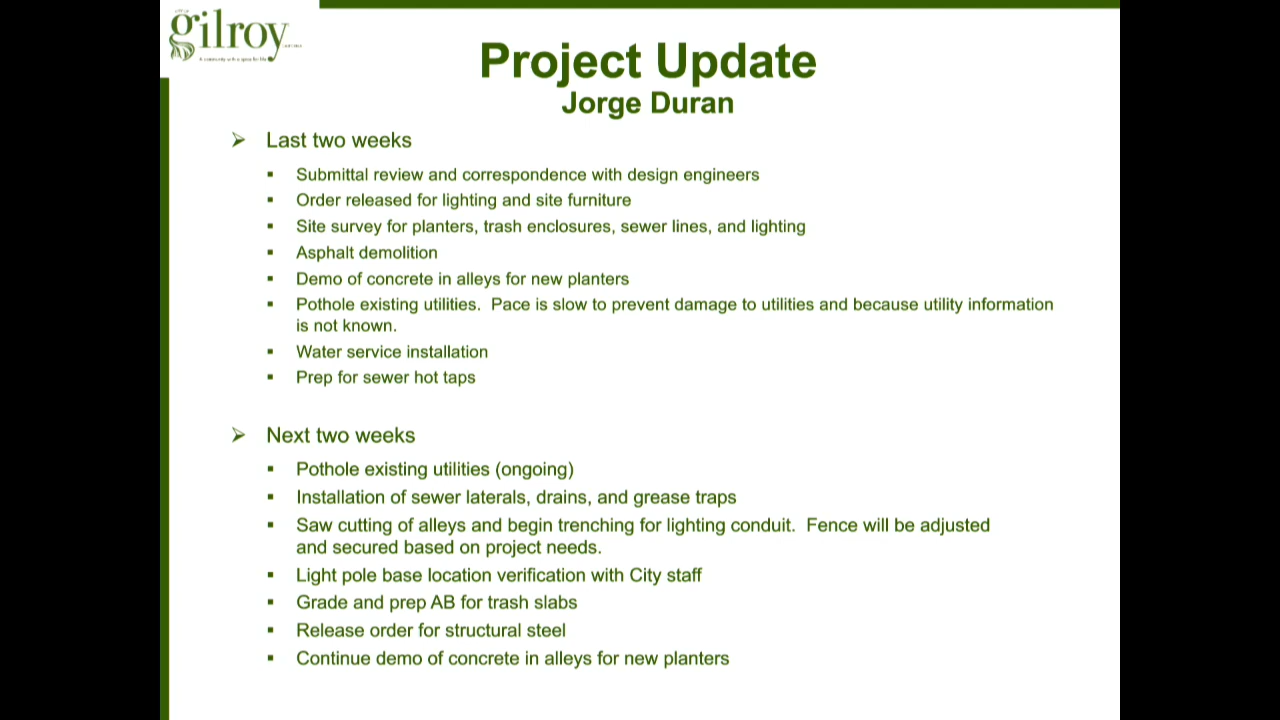 gilroy
Project Update
Jorge Duran
➢ Last two weeks
▪ Submittal review and correspondence with design engineers
▪ Order released for lighting and site furniture
▪ Site survey for planters, trash enclosures, sewer lines, and lighting
▪ Asphalt demolition
▪ Demo of concrete in alleys for new planters
▪ Pothole existing utilities.  Pace is slow to prevent damage to utilities and because utility information
is not known.
▪ Water service installation
▪ Prep for sewer hot taps
➢ Next two weeks
▪ Pothole existing utilities (ongoing)
▪ Installation of sewer laterals, drains, and grease traps
▪ Saw cutting of alleys and begin trenching for lighting conduit.  Fence will be adjusted
and secured based on project needs.
▪ Light pole base location verification with City staff
▪ Grade and prep AB for trash slabs
▪ Release order for structural steel
▪ Continue demo of concrete in alleys for new planters